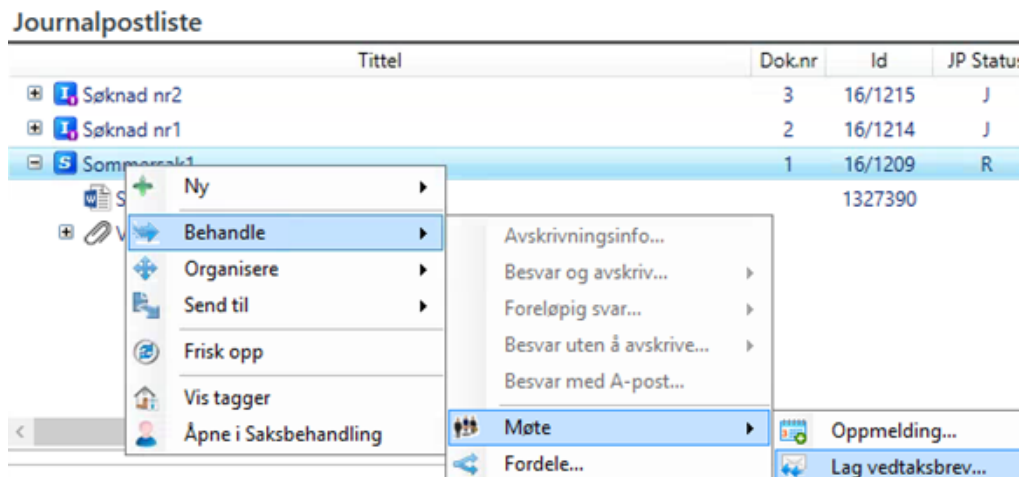 Journalpostliste
Tittel Dok.nr Id JP Status
Søknad nr2 3 16/1215 J
Søknad nr1 2 16/1214 J
Sommersak1 1 16/1209 R
S 1327390
V
Ny
Behandle
Organisere
Send til
Frisk opp
Vis tagger
Åpne i Saksbehandling
Avskrivningsinfo...
Besvar og avskriv...
Foreløpig svar...
Besvar uten å avskrive...
Besvar med A-post...
Møte
Fordele...
Oppmelding...
Lag vedtaksbrev...